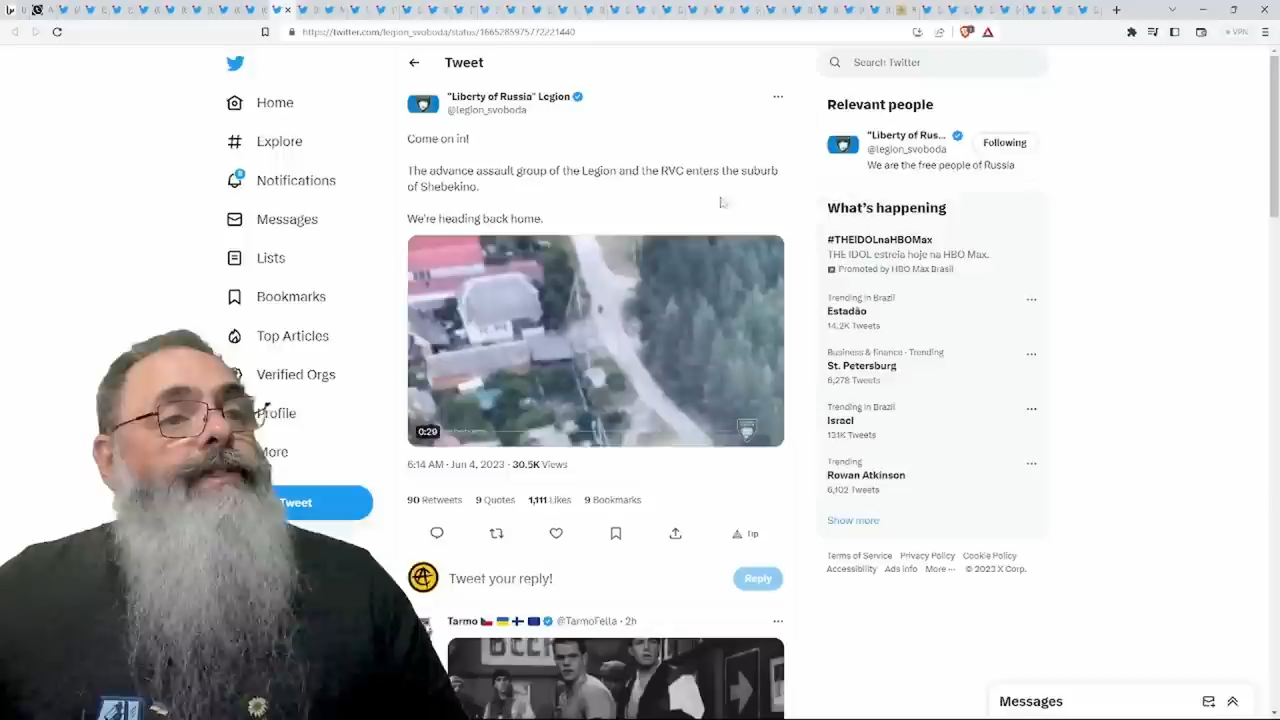 https://twitter.com/legion_svoboda/status/1665285975772221440
VPN
Home
Explore
8
Notifications
Messages
Lists
Bookmarks
Top Articles
Verified Orgs
Profile
More
Tweet
Tweet
"Liberty of Russia" Legion
@legion_svoboda
Come on in!
The advance assault group of the Legion and the RVC enters the suburb
of Shebekino.
We're heading back home.
0:29
6:14 AM · Jun 4, 2023 · 30.5K Views
90 Retweets 9 Quotes 1,111 Likes 9 Bookmarks
Tip
Tweet your reply!
Reply
Tarmo @TarmoFella · 2h
Search Twitter
Relevant people
"Liberty of Rus...
@legion_svoboda
Following
We are the free people of Russia
What's happening
#THEIDOLnaHBOMax
THE IDOL estreia hoje na HBO Max.
Promoted by HBO Max Brasil
Trending in Brazil
Estadão
14.2K Tweets
Business & finance · Trending
St. Petersburg
6,278 Tweets
Trending in Brazil
Israel
131K Tweets
Trending
Rowan Atkinson
6,102 Tweets
Show more
Terms of Service Privacy Policy Cookie Policy
Accessibility Ads info More ··· © 2023 X Corp.
Messages